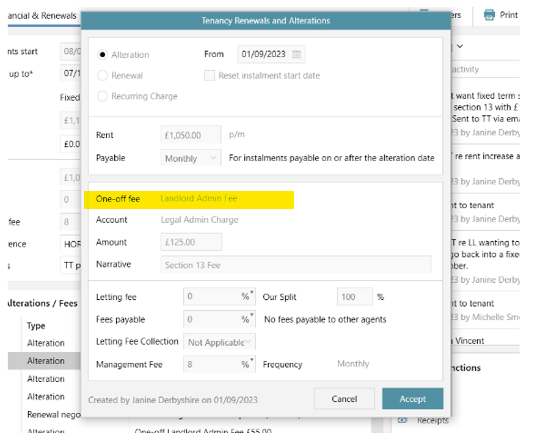 ancial & Renewals
ers
Print
Tenancy Renewals and Alterations
nts start
08/0
Alteration
From
01/09/2023
up to*
07/1
Renewal
Reset instalment start date
activity
Fixed
Recurring Charge
t want fixed term s
section 13 with £
£1,1
Sent to TT via ema
Rent
£1,050.00
p/m
23 by Janine Derby
£0.0
Payable
Monthly
For instalments payable on or after the alteration date
T re rent increase a
£1,0
23 by Janine Derbys
One-off fee
Landlord Admin Fee
nt to tenant
fee
8
Account
Legal Admin Charge
23 by Janine Derbys
rence
HOR
Amount
£125.00
T re LL wanting to
go back into a fixe
s
TT p
Narrative
Section 13 Fee
ber.
23 by Janine Derbys
Alterations / Fees
Letting fee
0
%*
Our Split
100
%
nt to tenant
Type
Fees payable
0
%*
No fees payable to other agents
23 by Michelle Sm
Alteration
Letting Fee Collection
Not Applicable
n Vincent
Alteration
Management Fee
8
%*
Frequency
Monthly
nctions
Alteration
Alteration
Created by Janine Derbyshire on 01/09/2023
Cancel
Accept
Renewal nego
Receipts
Alteration
One-off Landlord Admin Fee £55.00